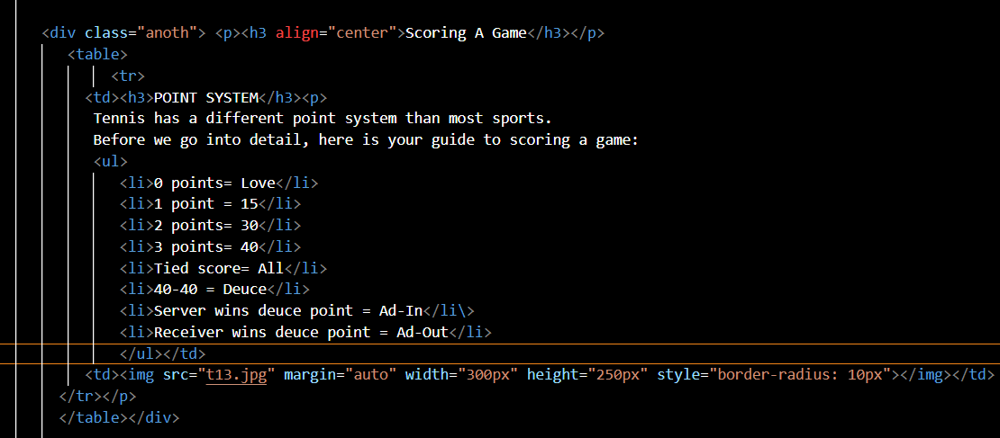 <div class="anoth"> <p><h3 align="center">Scoring A Game</h3></p>
<table>
<tr>
<td><h3>POINT SYSTEM</h3><p>
Tennis has a different point system than most sports.
Before we go into detail, here is your guide to scoring a game:
<ul>
<li>0 points= Love</li>
<li>1 point = 15</li>
<li>2 points= 30</li>
<li>3 points= 40</li>
<li>Tied score= All</li>
<li>40-40 = Deuce</li>
<li>Server wins deuce point = Ad-In</li\>
<li>Receiver wins deuce point = Ad-Out</li>
</ul></td>
<td><img src="t13.jpg" margin="auto" width="300px" height="250px" style="border-radius: 10px"></img></td>
</tr></p>
</table></div>